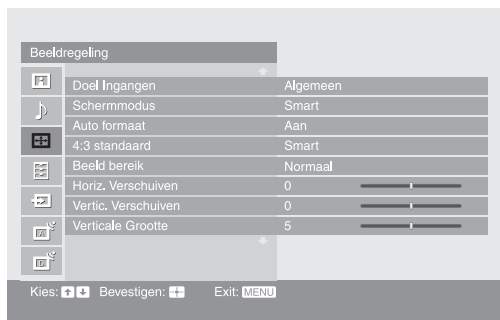 Beeldregeling
Doel Ingangen Algemeen
Schermmodus Smart
Auto formaat Aan
4:3 standaard Smart
Beeld bereik Normaal
Horiz. Verschuiven 0
Vertic. Verschuiven 0
Verticale Grootte 5
Kies: Bevestigen: Exit: MENU